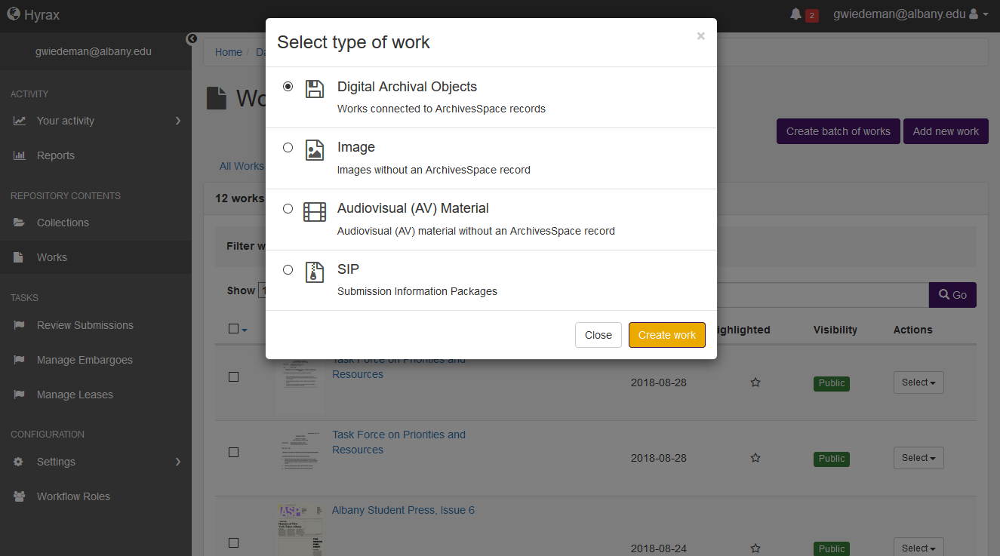 Hyrax
2
gwiedeman@albany.edu
gwiedeman@albany.edu
ACTIVITY
Your activity
Reports
REPOSITORY CONTENTS
Collections
Works
TASKS
Review Submissions
Manage Embargoes
Manage Leases
CONFIGURATION
Settings
Workflow Roles
Home / Da
Wo
Create batch of works
Add new work
All Works
12 works
Filter w
Show 1
Go
Select type of work
×
Digital Archival Objects
Works connected to ArchivesSpace records
Image
Images without an ArchivesSpace record
Audiovisual (AV) Material
Audiovisual (AV) material without an ArchivesSpace record
SIP
Submission Information Packages
Close
Create work
ighlighted
Visibility
Actions
Task Force on Priorities and
Resources
2018-08-28
Public
Select
Task Force on Priorities and
Resources
2018-08-28
Public
Select
ASP
Albany Student Press, Issue 6
2018-08-24
Public
Select